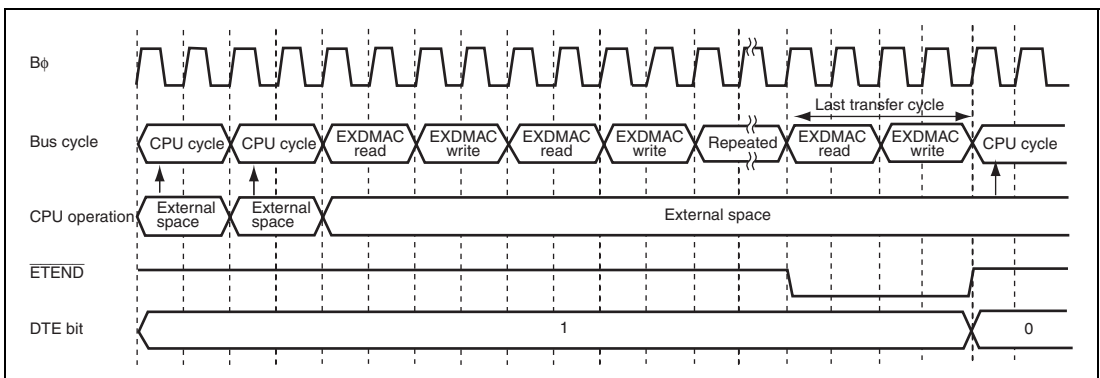 Bϕ
Last transfer cycle
Bus cycle
CPU cycle
CPU cycle
EXDMAC
read
EXDMAC
write
EXDMAC
read
EXDMAC
write
Repeated
EXDMAC
read
EXDMAC
write
CPU cycle
CPU operation
External
space
External
space
External space
ETEND
DTE bit
1
0